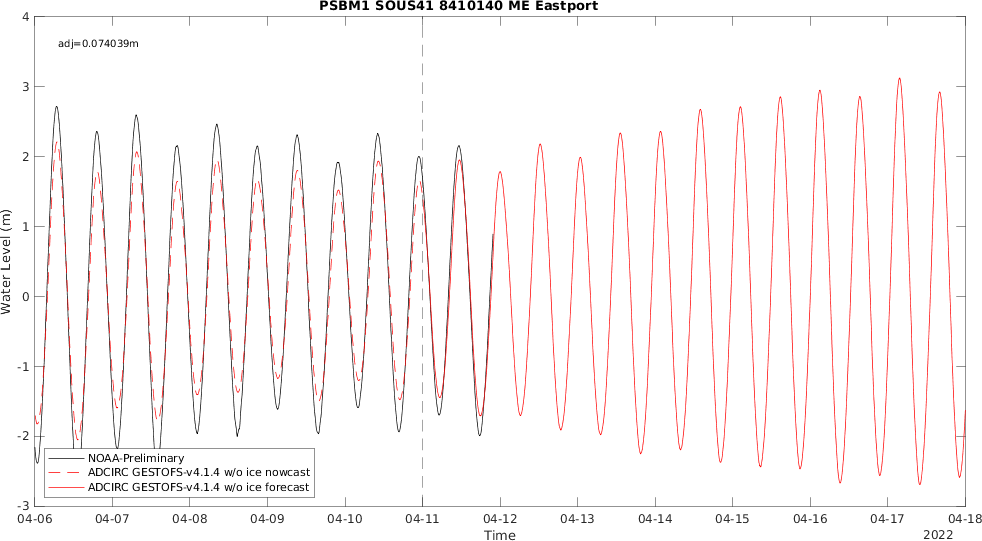 PSBM1 SOUS41 8410140 ME Eastport
4
adj=0.074039m
3
2
1
0
-1
-2
-3
Water Level (m)
NOAA-Preliminary
ADCIRC GESTOFS-v4.1.4 w/o ice nowcast
ADCIRC GESTOFS-v4.1.4 w/o ice forecast
04-06 04-07 04-08 04-09 04-10 04-11 04-12 04-13 04-14 04-15 04-16 04-17 04-18
Time
2022